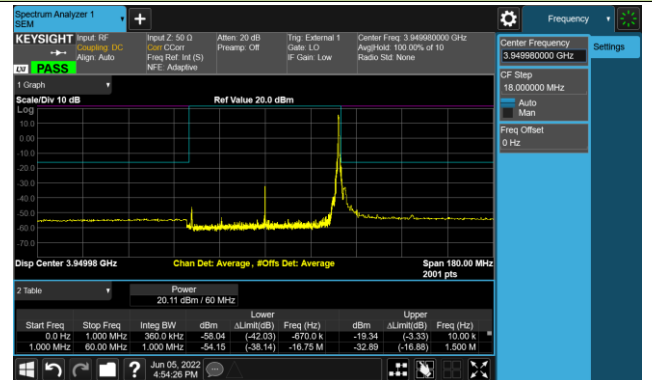 Spectrum Analyzer 1
SEM
Frequency
KEYSIGHT
Input: RF
Coupling: DC
Align: Auto
Input Z: 50 Ω
Corr CCorr
Freq Ref: Int (S)
NFE: Adaptive
Atten: 20 dB
Preamp: Off
Trig: External 1
Gate: LO
IF Gain: Low
Center Freq: 3.949980000 GHz
Avg|Hold: 100.00% of 10
Radio Std: None
LXI
PASS
Center Frequency
3.949980000 GHz
Settings
CF Step
18.000000 MHz
Auto
Man
Freq Offset
0 Hz
1 Graph
Scale/Div 10 dB
Ref Value 20.0 dBm
Log
10.0
0.00
-10.0
-20.0
-30.0
-40.0
-50.0
-60.0
-70.0
Disp Center 3.94998 GHz
Chan Det: Average, #Offs Det: Average
Span 180.00 MHz
2001 pts
2 Table
Power
20.11 dBm / 60 MHz
Lower Upper
Start Freq Stop Freq Integ BW dBm ΔLimit(dB) Freq (Hz) dBm ΔLimit(dB) Freq (Hz)
0.0 Hz 1.000 MHz 360.0 kHz -58.04 (-42.03) -670.0 k -19.34 (-3.33) 10.00 k
1.000 MHz 60.00 MHz 1.000 MHz -54.15 (-38.14) -16.75 M -32.89 (-16.88) 1.500 M
?
Jun 05, 2022
4:54:26 PM